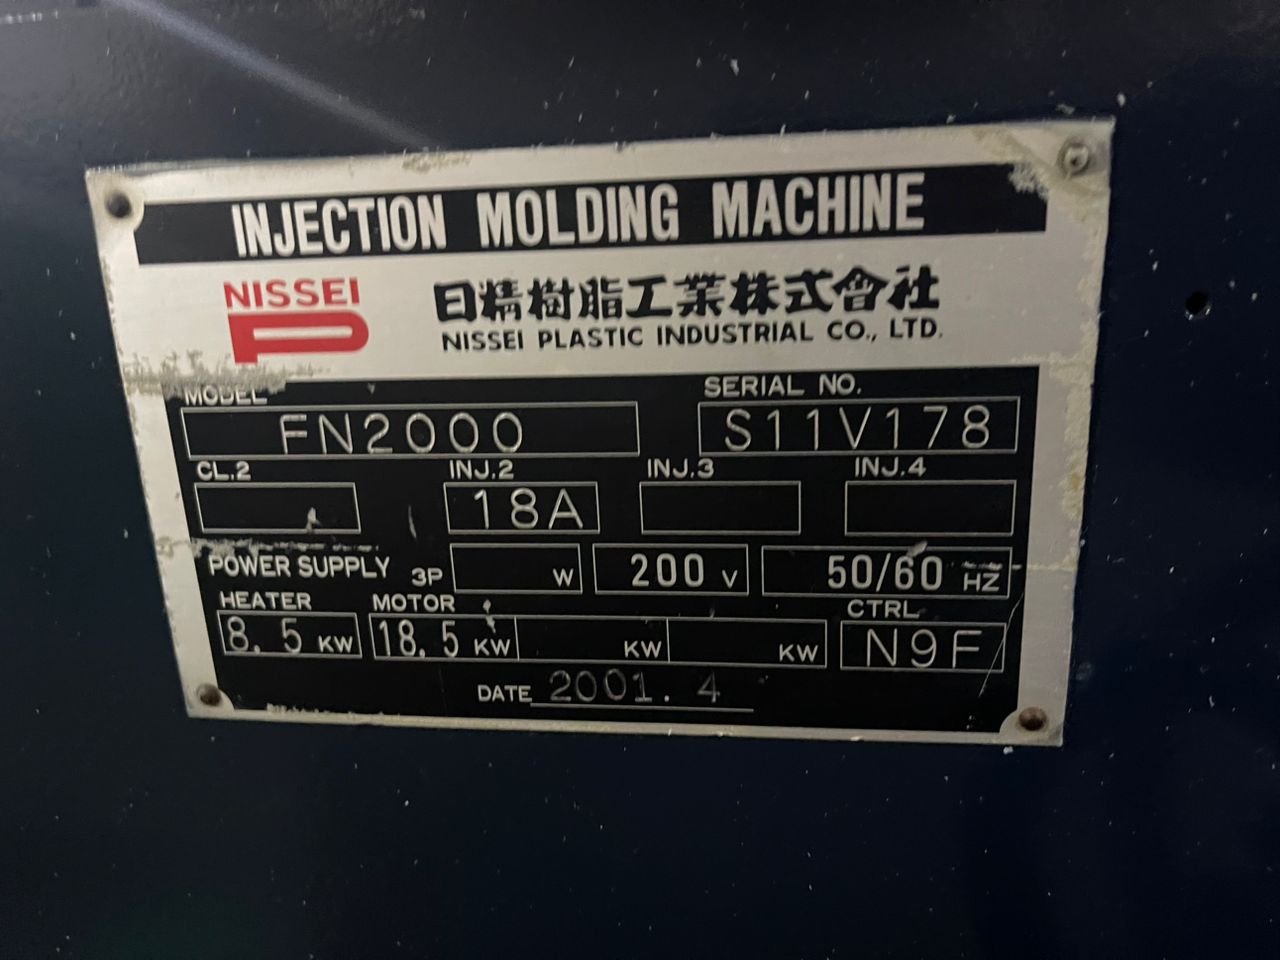 INJECTION MOLDING MACHINE
NISSEI
日精樹脂工業株式會社
NISSEI PLASTIC INDUSTRIAL CO., LTD.
MODEL
SERIAL NO.
FN2000
S11V178
CL.2
INJ.2
INJ.3
INJ.4
18A
POWER SUPPLY 3P W 200 V 50/60 HZ
HEATER
MOTOR
CTRL
8.5 KW
18.5 KW
KW
KW
N9F
DATE 2001.4